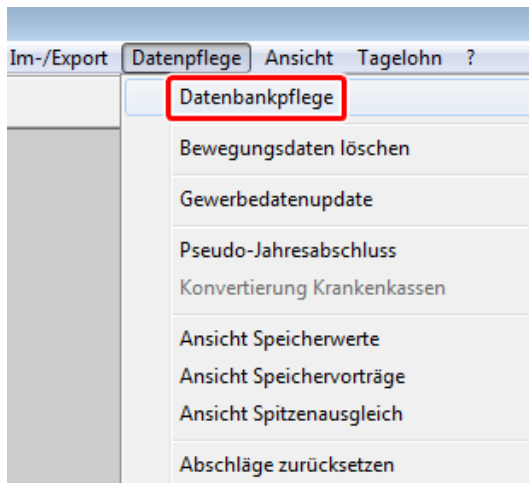 Im-/Export Datenpflege Ansicht Tagelohn ?
Datenbankpflege
Bewegungsdaten löschen
Gewerbedatenupdate
Pseudo-Jahresabschluss
Konvertierung Krankenkassen
Ansicht Speicherwerte
Ansicht Speichervorträge
Ansicht Spitzenausgleich
Abschläge zurücksetzen